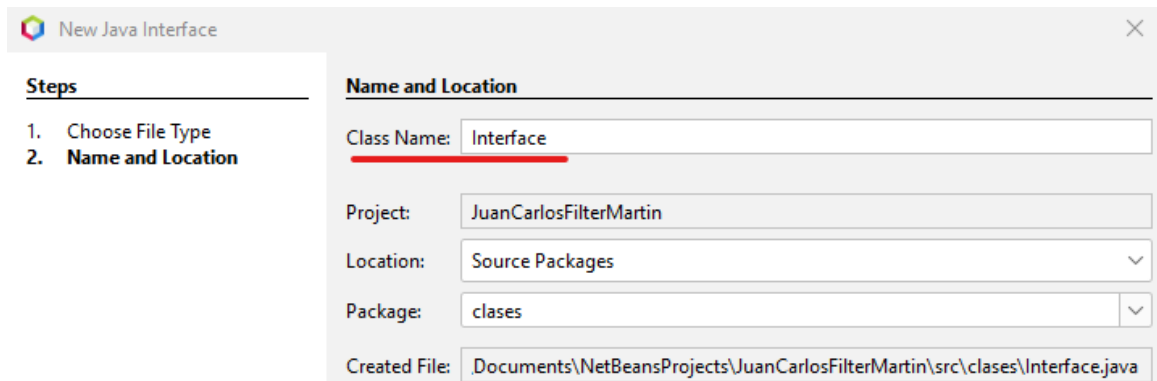 New Java Interface
Steps
1. Choose File Type
2. Name and Location
Name and Location
Class Name: Interface
Project: JuanCarlosFilterMartin
Location: Source Packages
Package: clases
Created File: .Documents\NetBeansProjects\JuanCarlosFilterMartin\src\clases\Interface.java